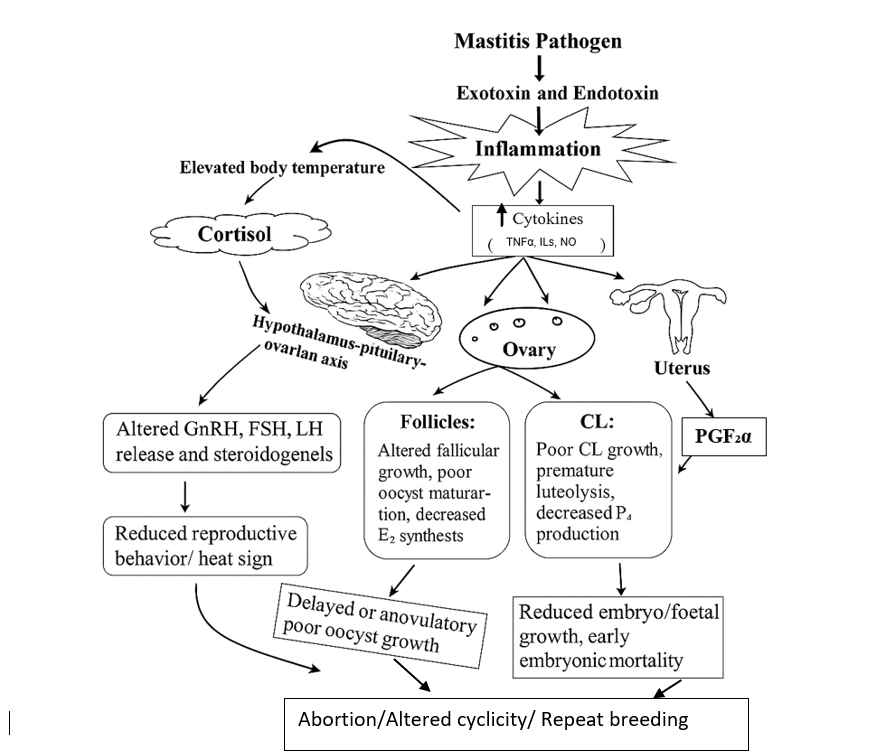 Mastitis Pathogen
Exotoxin and Endotoxin
Inflammation
Elevated body temperature
Cytokines
( TNFα, ILs, NO )
Cortisol
Hypothalamus-pituilary-
ovarlan axis
Ovary
Uterus
PGF₂α
Altered GnRH, FSH, LH
release and steroidogenels
Follicles:
Altered fallicular
growth, poor
oocyst maturar-
tion, decreased
E₂ synthests
CL:
Poor CL growth,
premature
luteolysis,
decreased P₄
production
Reduced reproductive
behavior/ heat sign
Delayed or anovulatory
poor oocyst growth
Reduced embryo/foetal
growth, early
embryonic mortality
Abortion/Altered cyclicity/ Repeat breeding